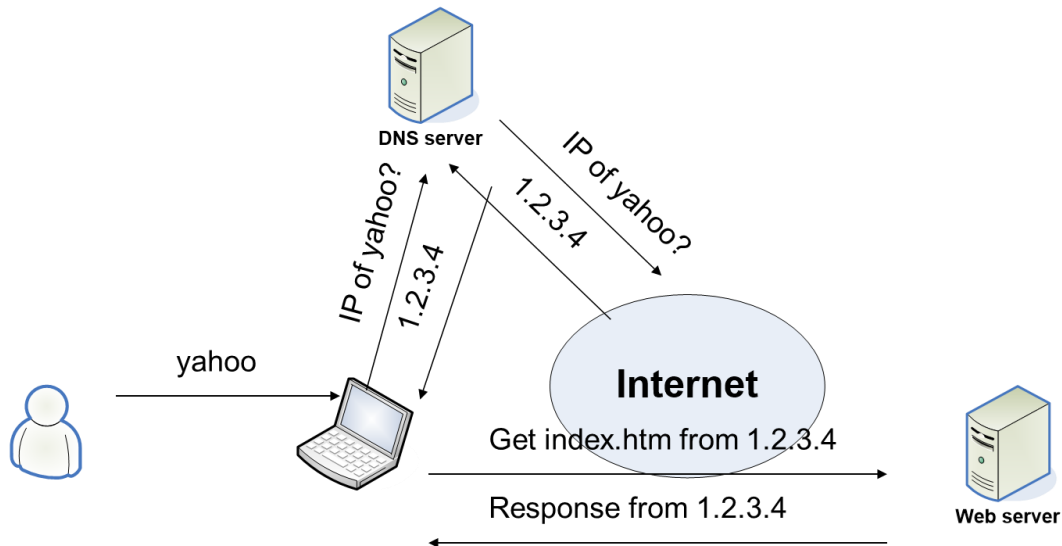 DNS server
IP of yahoo?
1.2.3.4
IP of yahoo?
1.2.3.4
yahoo
Internet
Get index.htm from 1.2.3.4
Response from 1.2.3.4
Web server